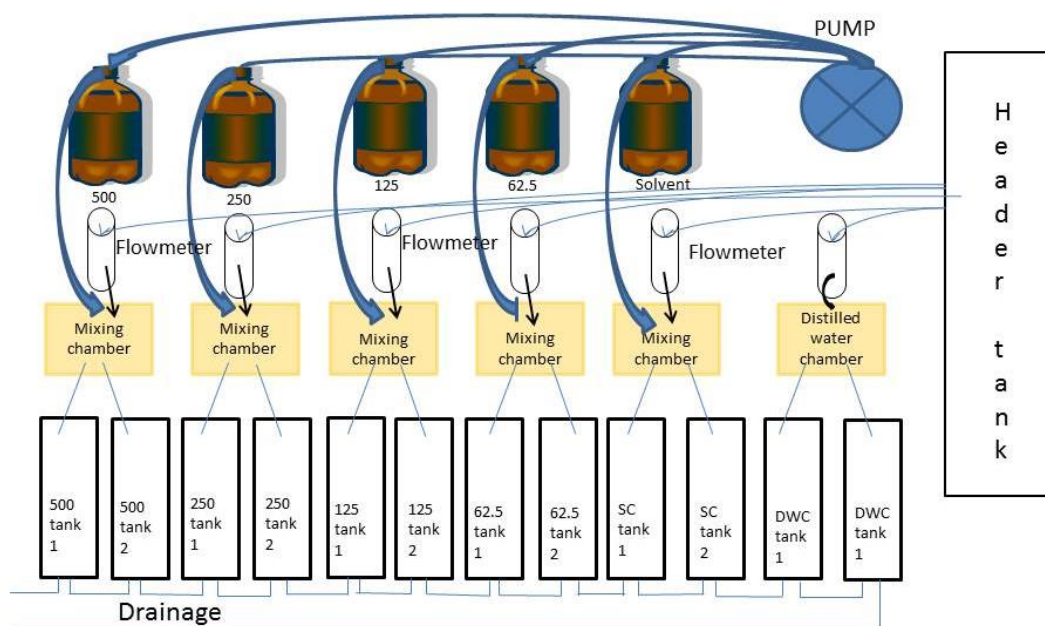 PUMP
500
250
125
62.5
Solvent
Flowmeter
Flowmeter
Flowmeter
Mixing
chamber
Mixing
chamber
Mixing
chamber
Mixing
chamber
Mixing
chamber
Distilled
water
chamber
Header tank
500
tank
1
500
tank
2
250
tank
1
250
tank
2
125
tank
1
125
tank
2
62.5
tank
1
62.5
tank
2
SC
tank
1
SC
tank
2
DWC
tank
1
DWC
tank
1
Drainage